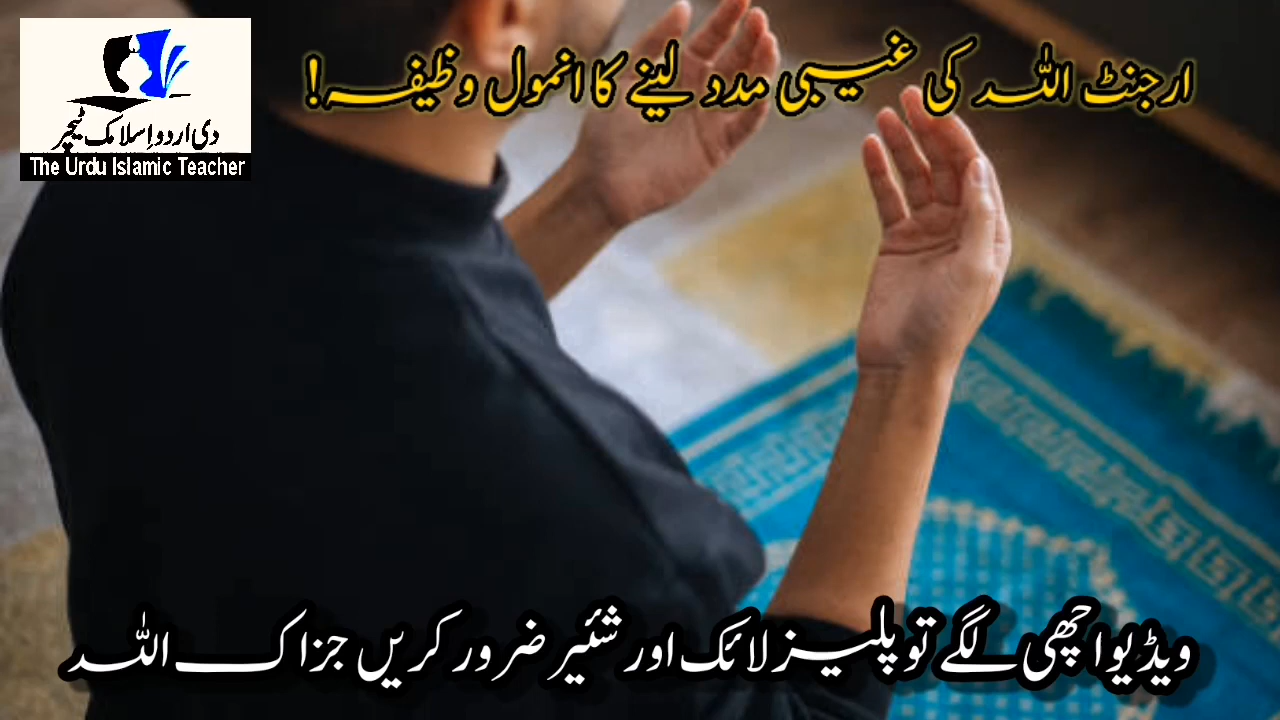 ارجنٹ اللہ کی غیبی مدد لینے کا انمول وظیفہ!
دی اردو اسلامک ٹیچر
The Urdu Islamic Teacher
ویڈیو اچھی لگے تو پلیز لائک اور شئیر ضرور کریں جزاک اللہ